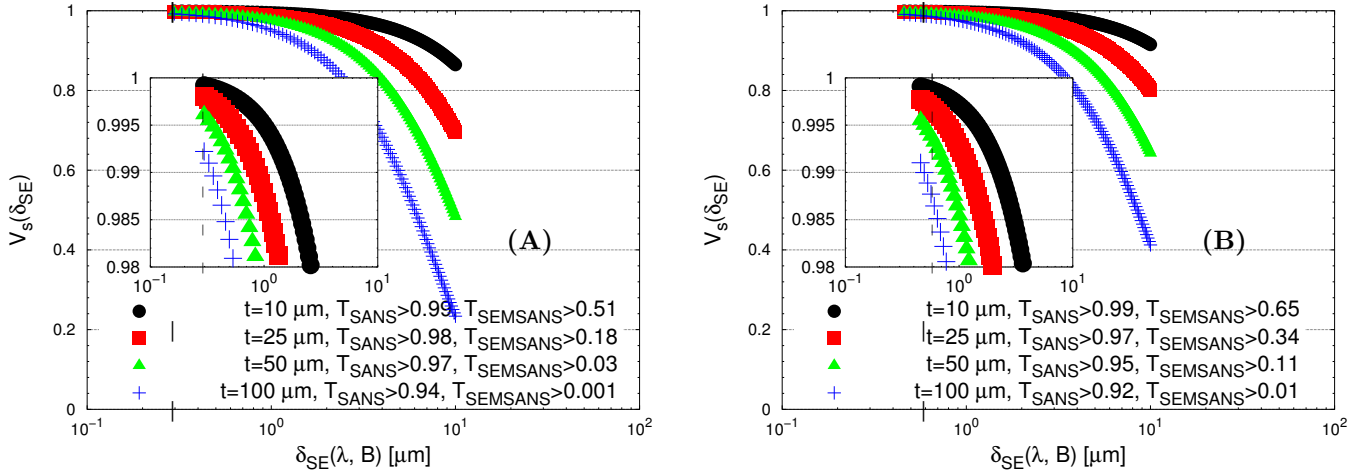 1
0.8
0.6
0.4
0.2
0
V_s(δ_SE)
10^-1 10^0 10^1 10^2
δ_SE(λ, B) [μm]
1
0.995
0.99
0.985
0.98
10^-1 10^0 10^1
(A)
t=10 μm, T_SANS>0.99, T_SEMSANS>0.51
t=25 μm, T_SANS>0.98, T_SEMSANS>0.18
t=50 μm, T_SANS>0.97, T_SEMSANS>0.03
t=100 μm, T_SANS>0.94, T_SEMSANS>0.001
1
0.8
0.6
0.4
0.2
0
V_s(δ_SE)
10^-1 10^0 10^1 10^2
δ_SE(λ, B) [μm]
1
0.995
0.99
0.985
0.98
10^-1 10^0 10^1
(B)
t=10 μm, T_SANS>0.99, T_SEMSANS>0.65
t=25 μm, T_SANS>0.97, T_SEMSANS>0.34
t=50 μm, T_SANS>0.95, T_SEMSANS>0.11
t=100 μm, T_SANS>0.92, T_SEMSANS>0.01